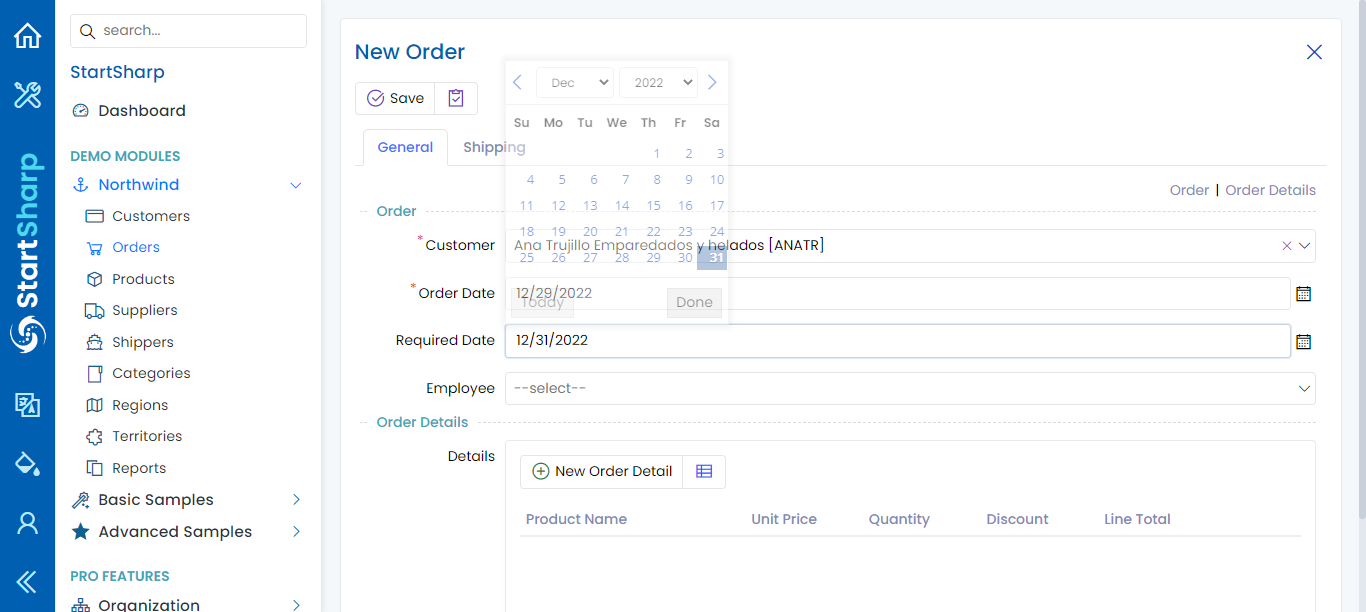 search...
StartSharp
Dashboard
DEMO MODULES
Northwind
Customers
Orders
Products
Suppliers
Shippers
Categories
Regions
Territories
Reports
Basic Samples
Advanced Samples
PRO FEATURES
Organization
StartSharp
New Order
Save
General
Shipping
Dec 2022
Su Mo Tu We Th Fr Sa
1 2 3
4 5 6 7 8 9 10
11 12 13 14 15 16 17
18 19 20 21 22 23 24
25 26 27 28 29 30 31
Today Done
Order | Order Details
Order
* Customer Ana Trujillo Emparedados y helados [ANATR]
* Order Date 12/29/2022
Required Date 12/31/2022
Employee --select--
Order Details
Details
New Order Detail
Product Name Unit Price Quantity Discount Line Total